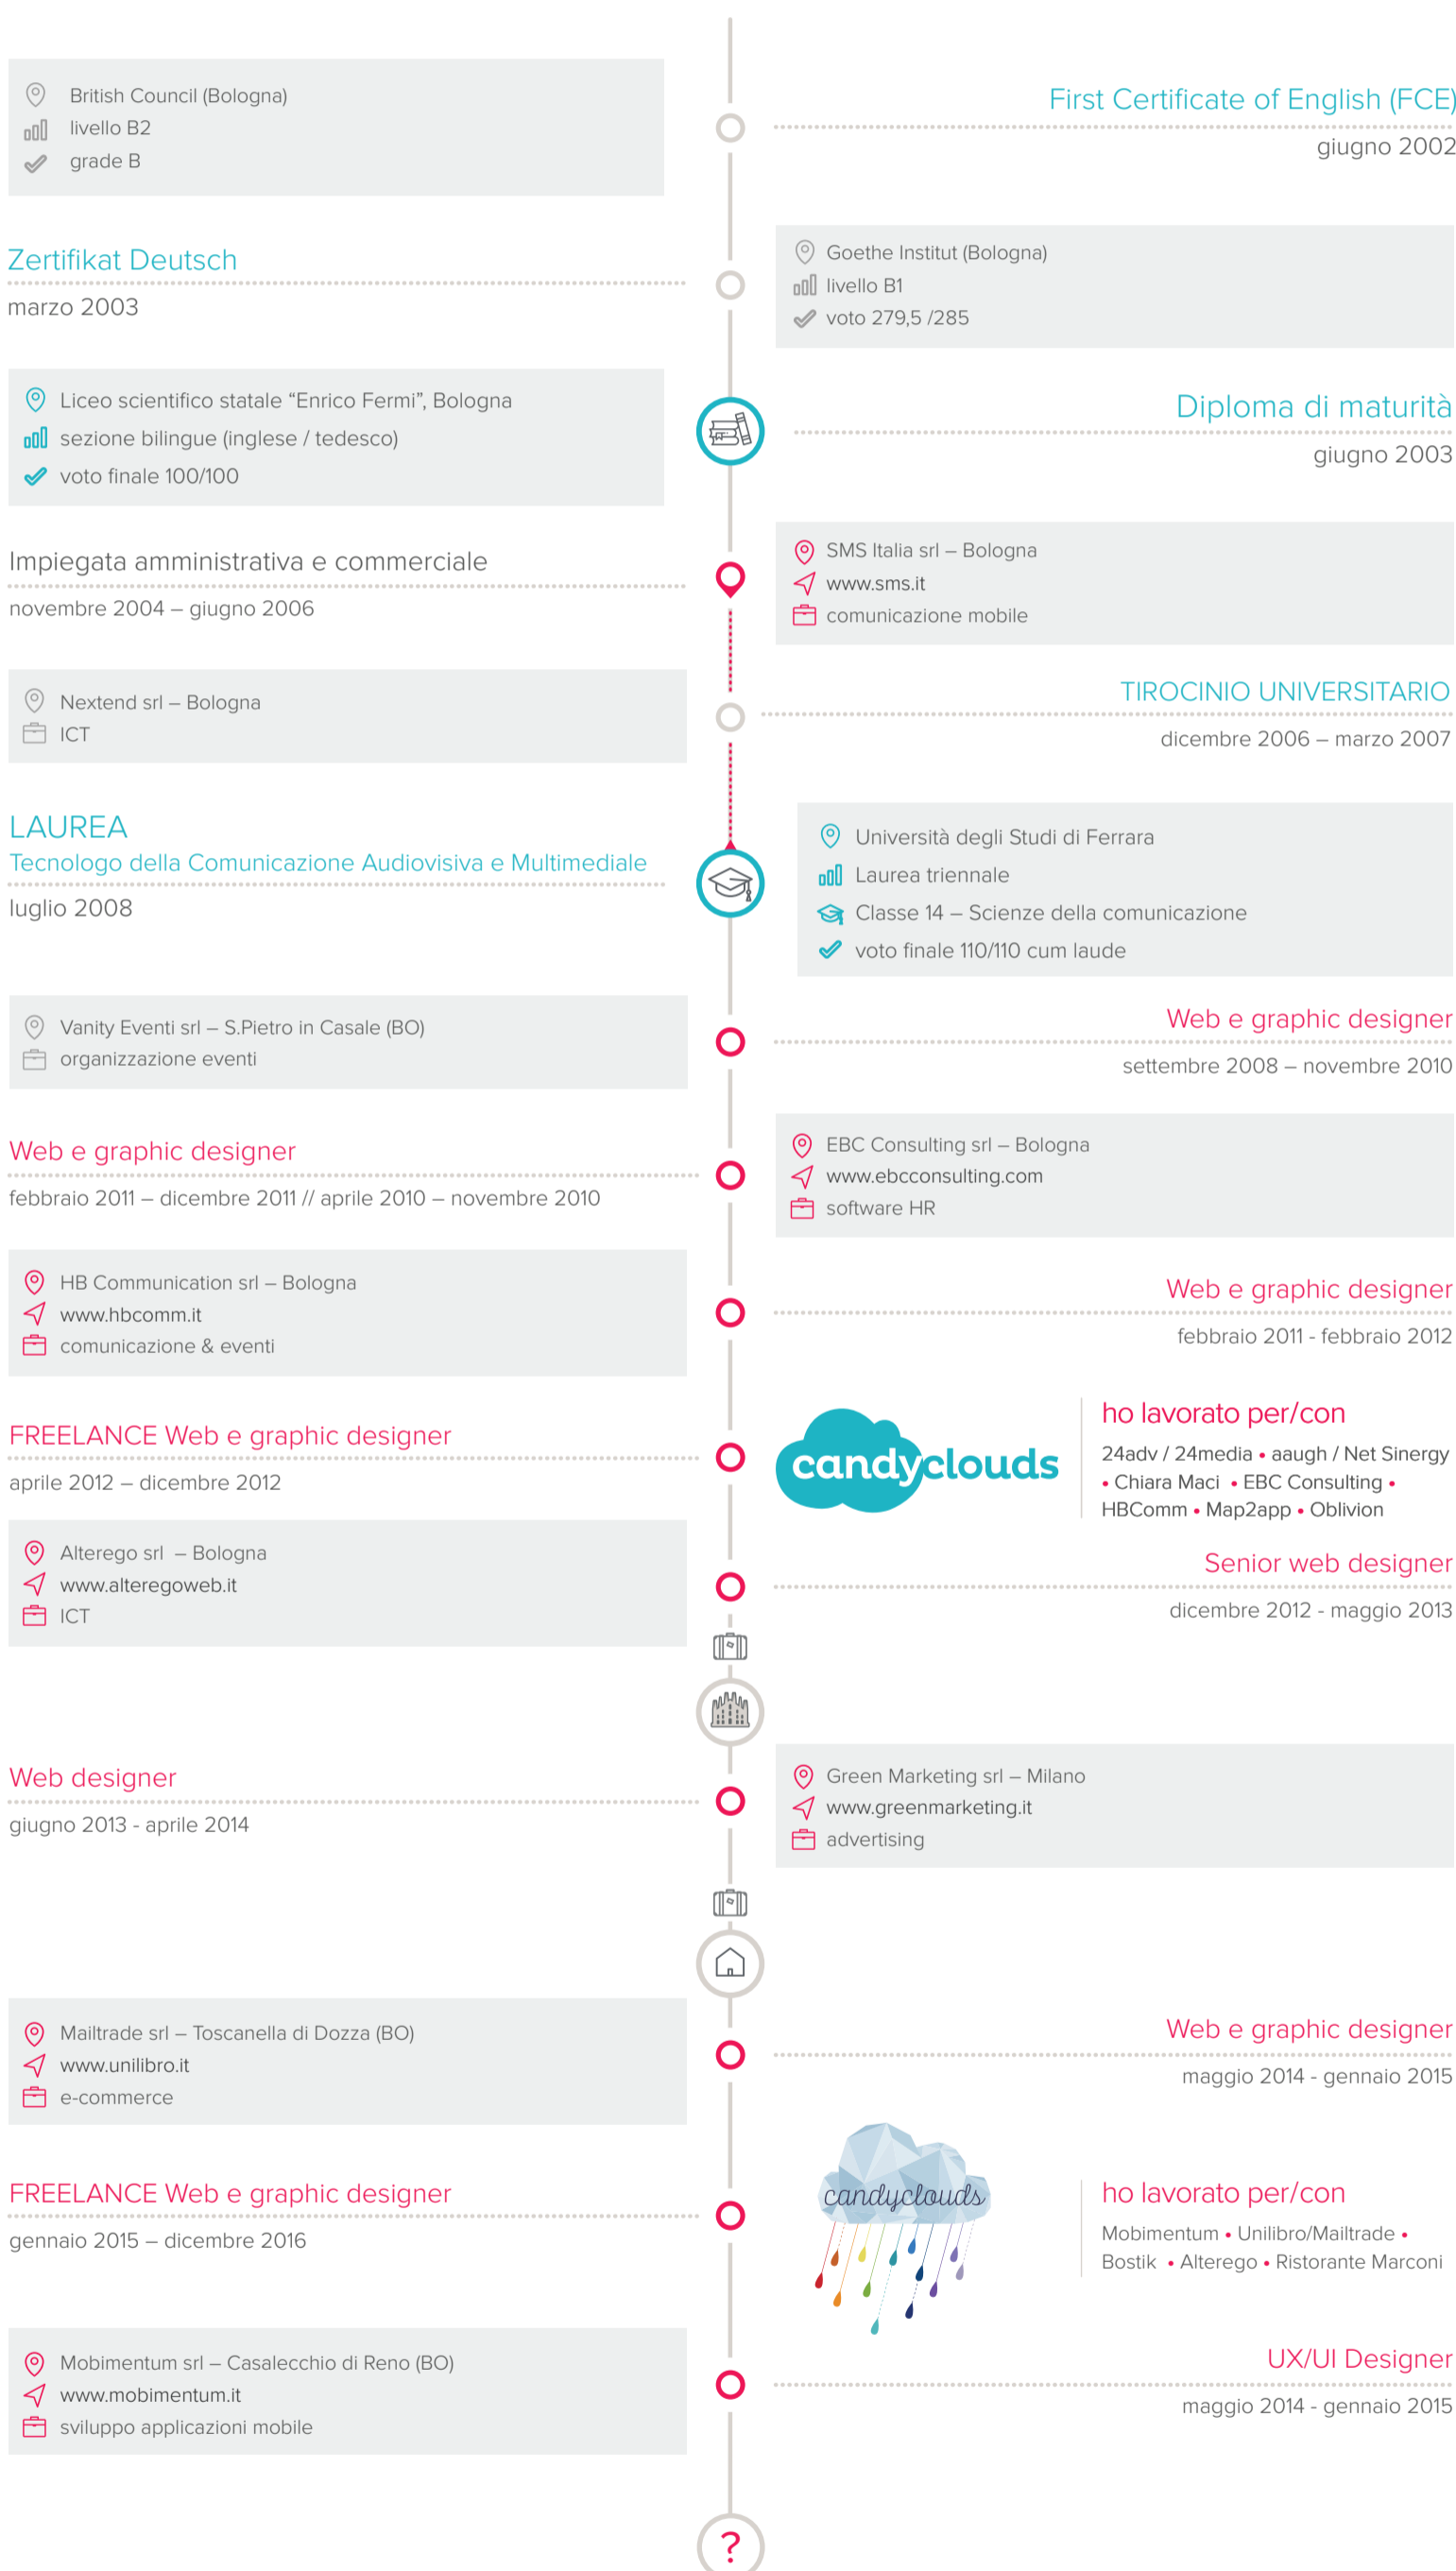 British Council (Bologna)
livello B2
grade B
First Certificate of English (FCE)
giugno 2002
Zertifikat Deutsch
marzo 2003
Goethe Institut (Bologna)
livello B1
voto 279,5 /285
Liceo scientifico statale “Enrico Fermi”, Bologna
sezione bilingue (inglese / tedesco)
voto finale 100/100
Diploma di maturità
giugno 2003
Impiegata amministrativa e commerciale
novembre 2004 – giugno 2006
SMS Italia srl – Bologna
www.sms.it
comunicazione mobile
Nextend srl – Bologna
ICT
TIROCINIO UNIVERSITARIO
dicembre 2006 – marzo 2007
LAUREA
Tecnologo della Comunicazione Audiovisiva e Multimediale
luglio 2008
Università degli Studi di Ferrara
Laurea triennale
Classe 14 – Scienze della comunicazione
voto finale 110/110 cum laude
Vanity Eventi srl – S.Pietro in Casale (BO)
organizzazione eventi
Web e graphic designer
settembre 2008 – novembre 2010
Web e graphic designer
febbraio 2011 – dicembre 2011 // aprile 2010 – novembre 2010
EBC Consulting srl – Bologna
www.ebcconsulting.com
software HR
HB Communication srl – Bologna
www.hbcomm.it
comunicazione & eventi
Web e graphic designer
febbraio 2011 - febbraio 2012
FREELANCE Web e graphic designer
aprile 2012 – dicembre 2012
candyclouds
ho lavorato per/con
24adv / 24media • aaugh / Net Sinergy
• Chiara Maci • EBC Consulting •
HBComm • Map2app • Oblivion
Alterego srl – Bologna
www.alteregoweb.it
ICT
Senior web designer
dicembre 2012 - maggio 2013
Web designer
giugno 2013 - aprile 2014
Green Marketing srl – Milano
www.greenmarketing.it
advertising
Mailtrade srl – Toscanella di Dozza (BO)
www.unilibro.it
e-commerce
Web e graphic designer
maggio 2014 - gennaio 2015
FREELANCE Web e graphic designer
gennaio 2015 – dicembre 2016
candyclouds
ho lavorato per/con
Mobimentum • Unilibro/Mailtrade •
Bostik • Alterego • Ristorante Marconi
Mobimentum srl – Casalecchio di Reno (BO)
www.mobimentum.it
sviluppo applicazioni mobile
UX/UI Designer
maggio 2014 - gennaio 2015
?